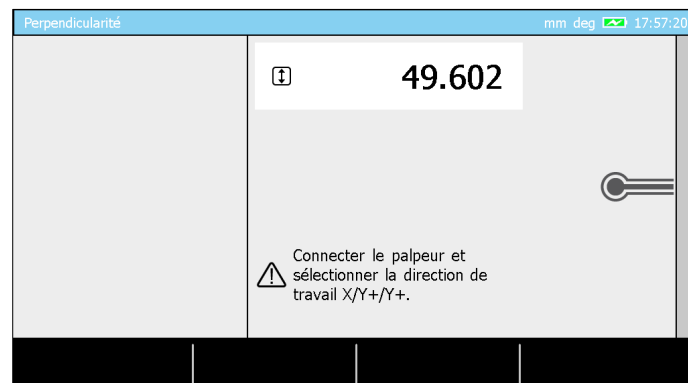 Perpendicularité mm deg 17:57:20
49.602
Connecter le palpeur et
sélectionner la direction de
travail X/Y+/Y+.